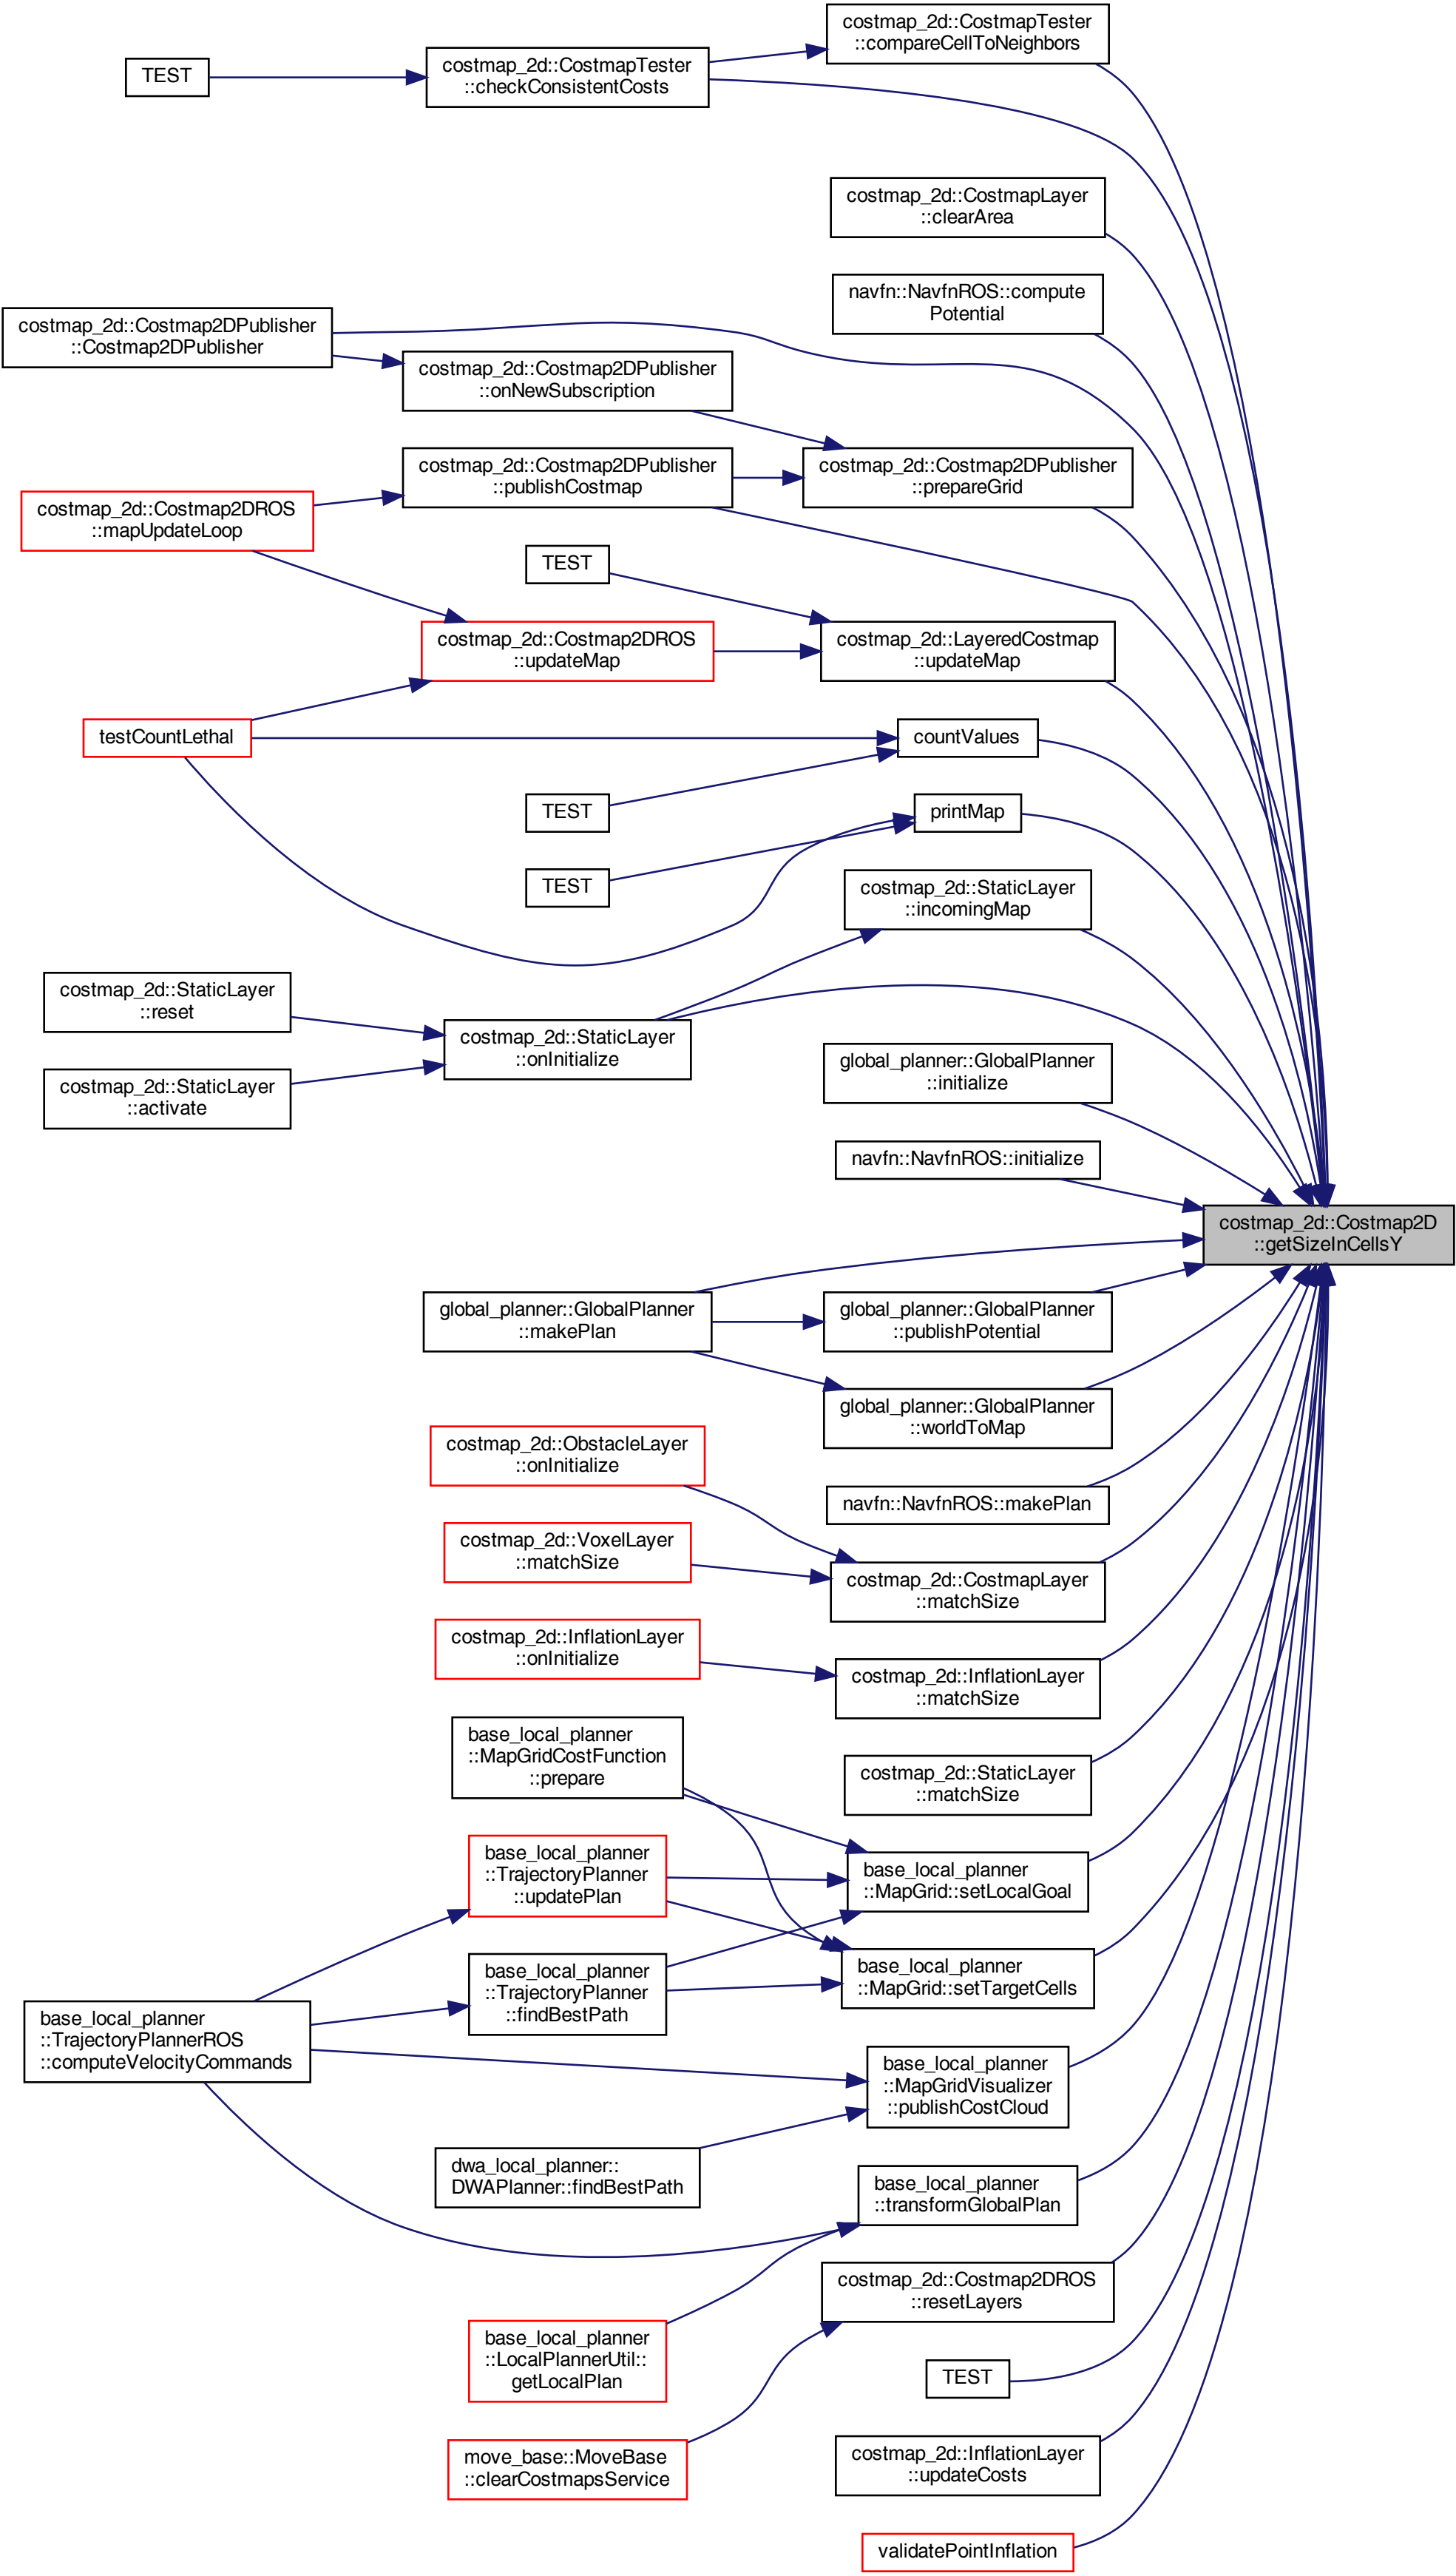 costmap_2d::CostmapTester
::compareCellToNeighbors
costmap_2d::CostmapTester
::checkConsistentCosts
TEST
costmap_2d::CostmapLayer
::clearArea
navfn::NavfnROS::compute
Potential
costmap_2d::Costmap2DPublisher
::Costmap2DPublisher
costmap_2d::Costmap2DPublisher
::onNewSubscription
costmap_2d::Costmap2DPublisher
::publishCostmap
costmap_2d::Costmap2DPublisher
::prepareGrid
costmap_2d::Costmap2DROS
::mapUpdateLoop
TEST
costmap_2d::Costmap2DROS
::updateMap
costmap_2d::LayeredCostmap
::updateMap
testCountLethal
countValues
TEST
printMap
TEST
costmap_2d::StaticLayer
::incomingMap
costmap_2d::StaticLayer
::reset
costmap_2d::StaticLayer
::onInitialize
costmap_2d::StaticLayer
::activate
global_planner::GlobalPlanner
::initialize
navfn::NavfnROS::initialize
costmap_2d::Costmap2D
::getSizeInCellsY
global_planner::GlobalPlanner
::makePlan
global_planner::GlobalPlanner
::publishPotential
global_planner::GlobalPlanner
::worldToMap
costmap_2d::ObstacleLayer
::onInitialize
navfn::NavfnROS::makePlan
costmap_2d::VoxelLayer
::matchSize
costmap_2d::CostmapLayer
::matchSize
costmap_2d::InflationLayer
::onInitialize
costmap_2d::InflationLayer
::matchSize
base_local_planner
::MapGridCostFunction
::prepare
costmap_2d::StaticLayer
::matchSize
base_local_planner
::TrajectoryPlanner
::updatePlan
base_local_planner
::MapGrid::setLocalGoal
base_local_planner
::TrajectoryPlanner
::findBestPath
base_local_planner
::MapGrid::setTargetCells
base_local_planner
::TrajectoryPlannerROS
::computeVelocityCommands
base_local_planner
::MapGridVisualizer
::publishCostCloud
dwa_local_planner::
DWAPlanner::findBestPath
base_local_planner
::transformGlobalPlan
costmap_2d::Costmap2DROS
::resetLayers
base_local_planner
::LocalPlannerUtil::
getLocalPlan
TEST
move_base::MoveBase
::clearCostmapsService
costmap_2d::InflationLayer
::updateCosts
validatePointInflation